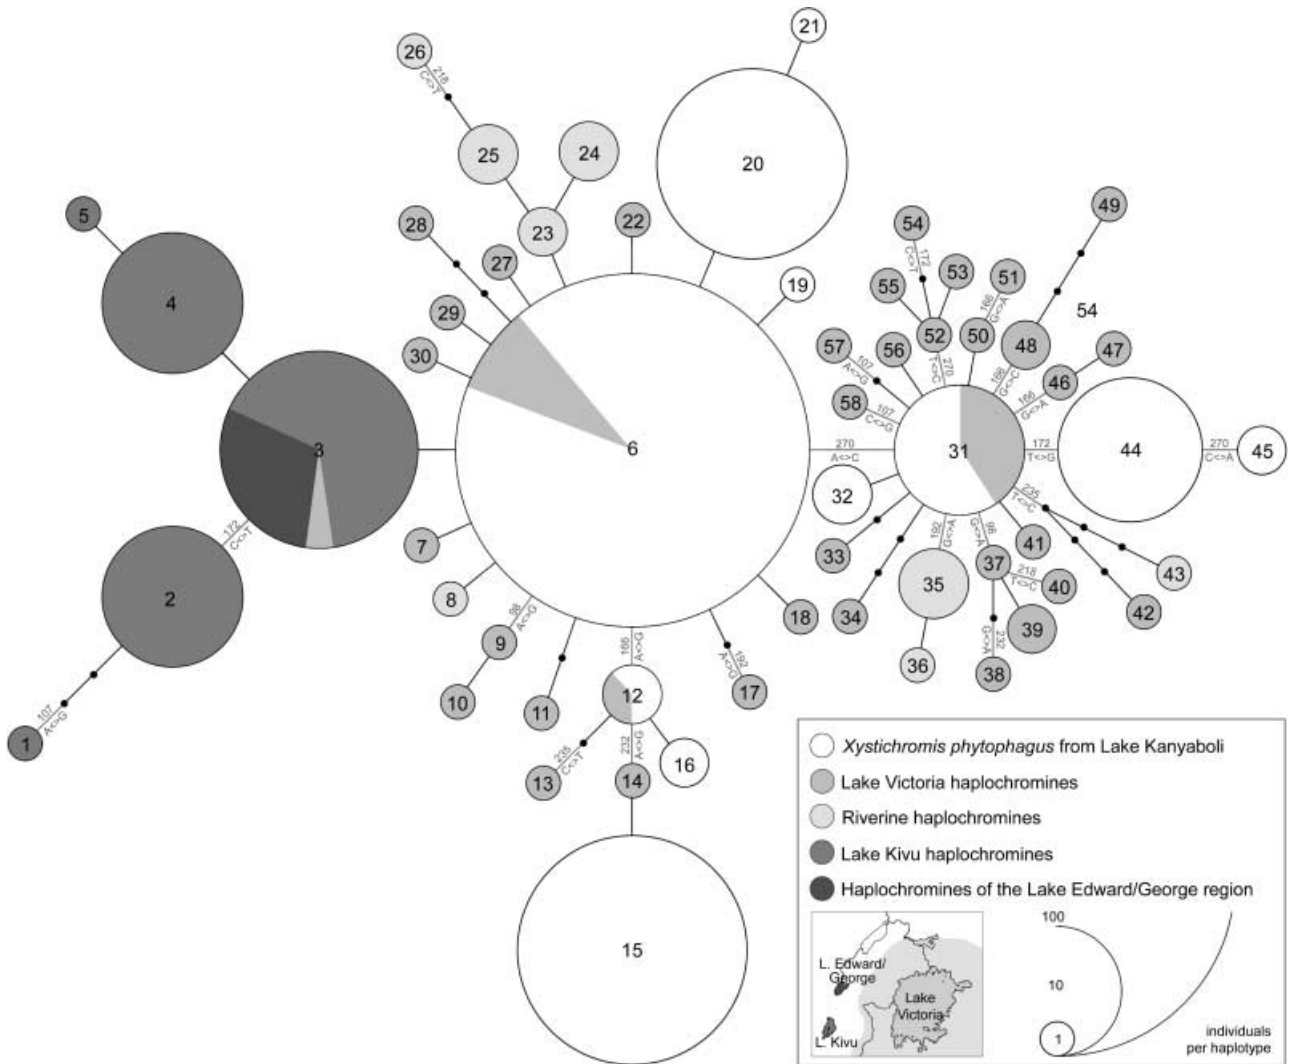 21
26
218
C<>T
25
24
20
5
28
22
54
49
23
172
C<>T
53
51
27
19
55
166
G<>A
4
29
52
50
48
54
57
56
270
T<>C
166
G<>C
47
30
107
A<>G
46
58
107
C<>G
166
G<>A
3
6
270
A<>C
31
172
T<>G
44
270
C<>A
45
32
235
T<>C
172
C<>T
192
G<>A
98
G<>A
7
33
41
2
8
35
37
218
T<>C
40
43
98
A<>G
34
42
9
18
39
166
A<>G
36
232
G<>A
38
10
11
12
192
A<>G
17
107
A<>G
1
235
C<>T
232
A<>G
16
13
14
15
Xystichromis phytophagus from Lake Kanyaboli
Lake Victoria haplochromines
Riverine haplochromines
Lake Kivu haplochromines
Haplochromines of the Lake Edward/George region
L. Edward/
George
Lake
Victoria
L. Kivu
100
10
1
individuals
per haplotype